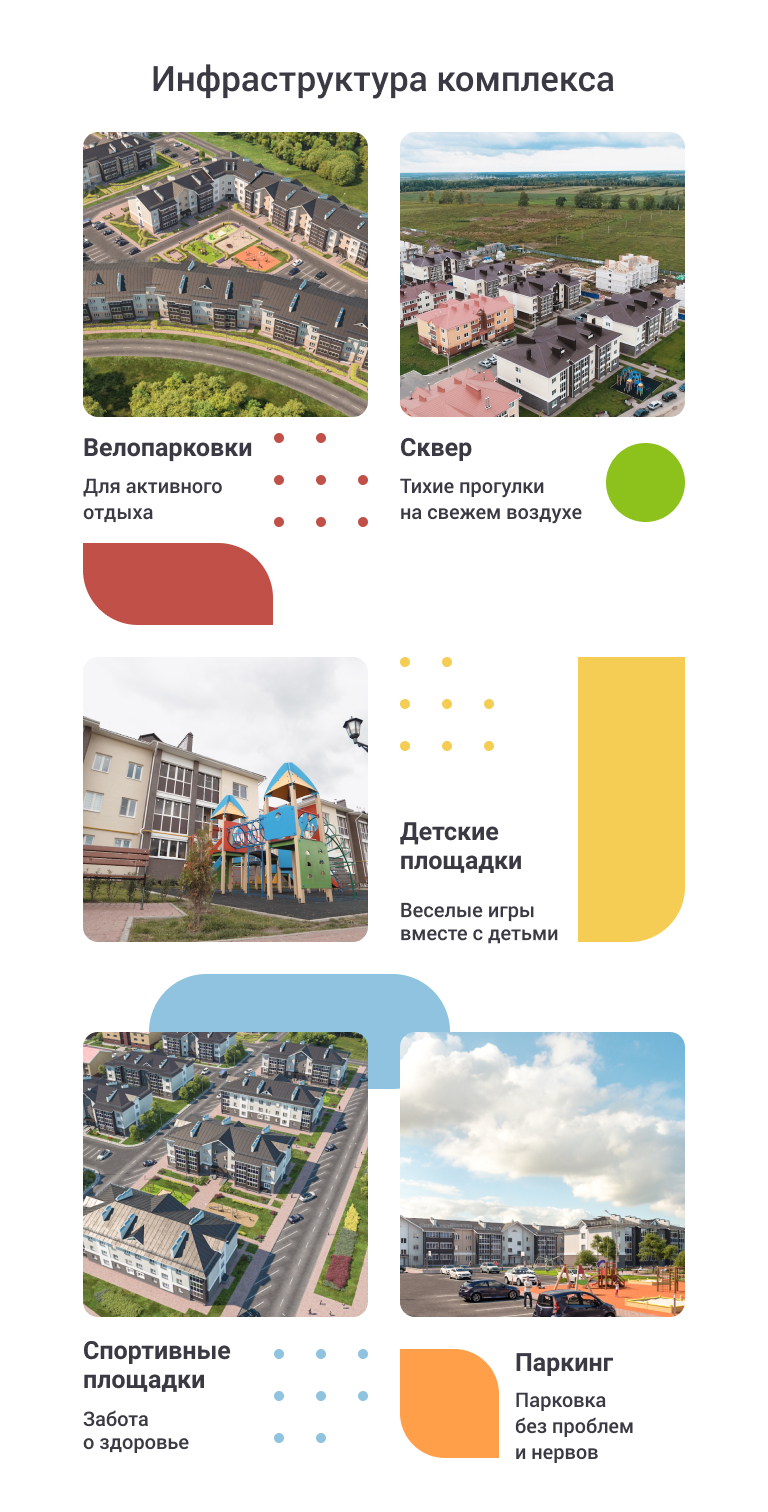 Инфраструктура комплекса
Велопарковки
Для активного
отдыха
Сквер
Тихие прогулки
на свежем воздухе
Детские
площадки
Веселые игры
вместе с детьми
Спортивные
площадки
Забота
о здоровье
Паркинг
Парковка
без проблем
и нервов